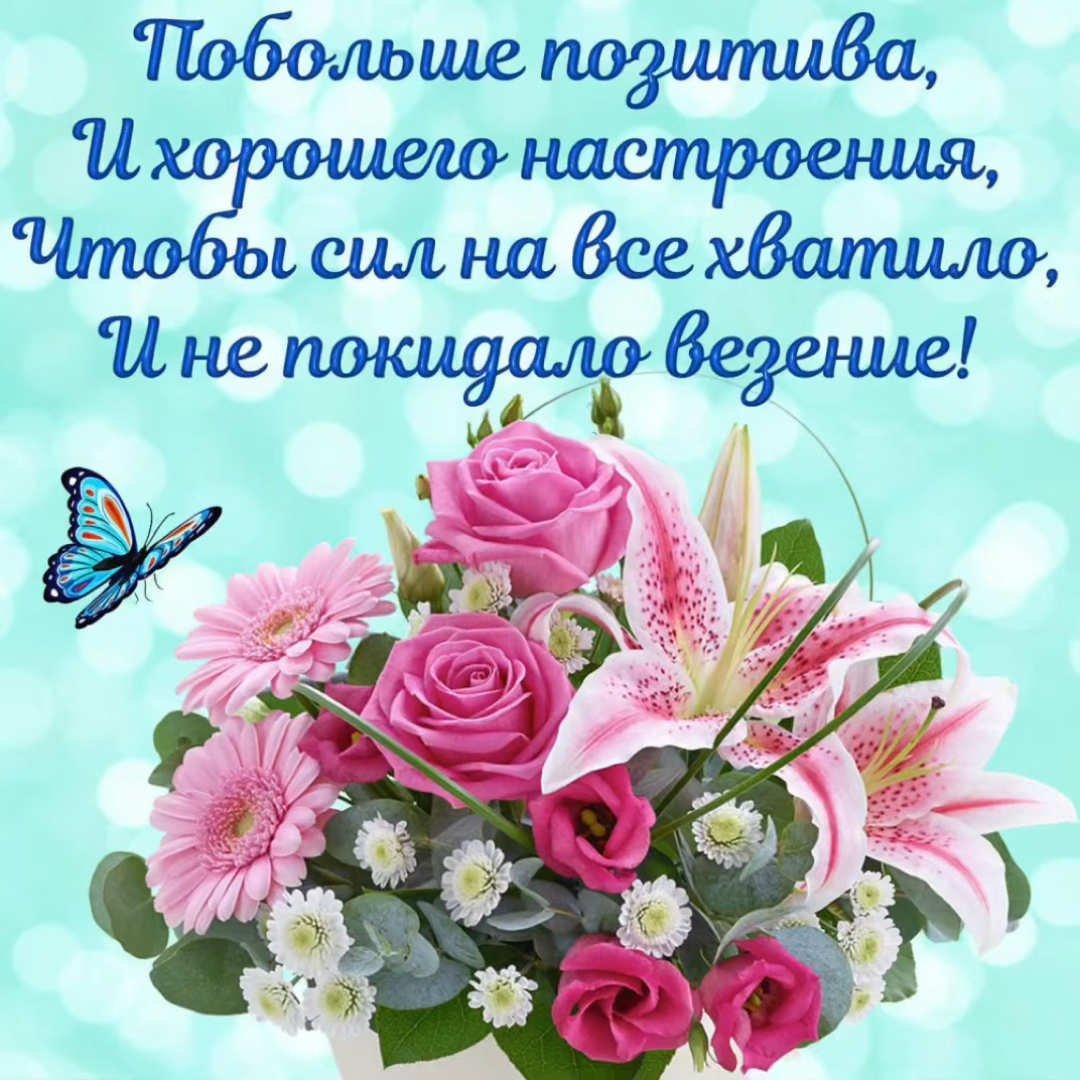 Побольше позитива,
И хорошего настроения,
Чтобы сил на все хватило,
И не покидало везение!